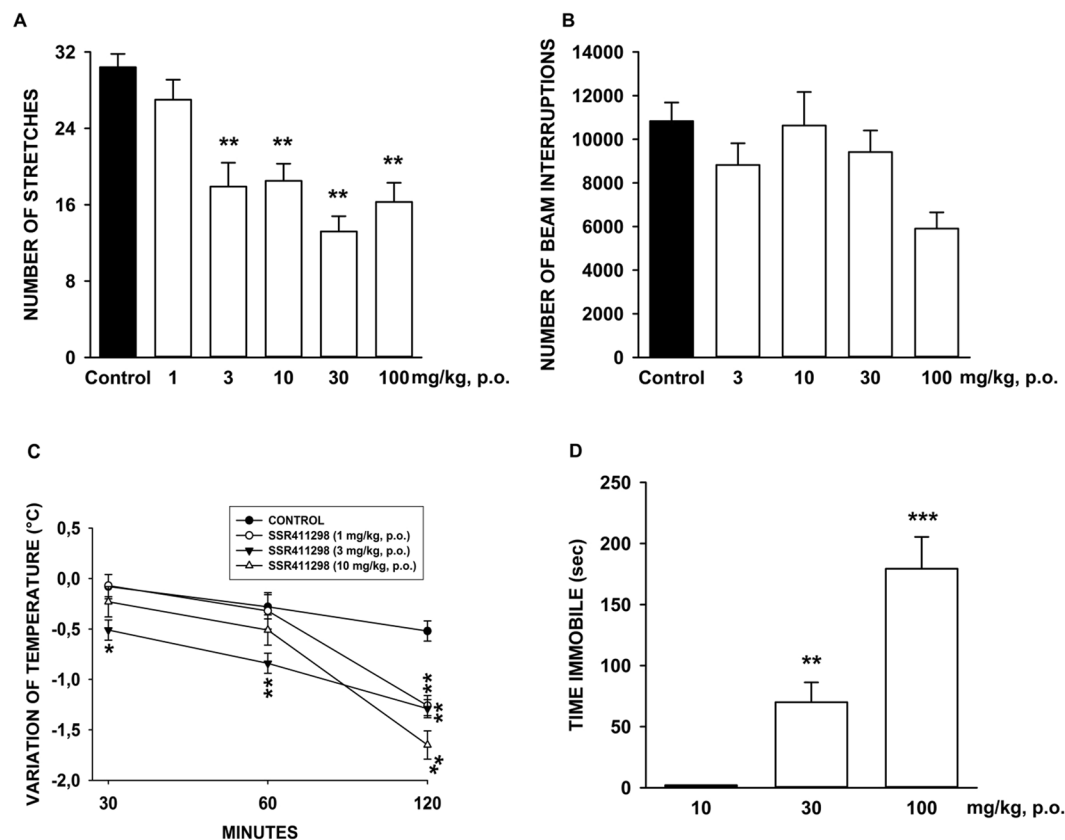 A
NUMBER OF STRETCHES
32
24
16
8
0
**
**
**
**
Control 1 3 10 30 100 mg/kg, p.o.
B
NUMBER OF BEAM INTERRUPTIONS
14000
12000
10000
8000
6000
4000
2000
0
Control 3 10 30 100 mg/kg, p.o.
C
VARIATION OF TEMPERATURE (°C)
0,5
0,0
-0,5
-1,0
-1,5
-2,0
CONTROL
SSR411298 (1 mg/kg, p.o.)
SSR411298 (3 mg/kg, p.o.)
SSR411298 (10 mg/kg, p.o.)
*
**
**
**
**
30 60 120
MINUTES
D
TIME IMMOBILE (sec)
250
200
150
100
50
0
**
***
10 30 100 mg/kg, p.o.